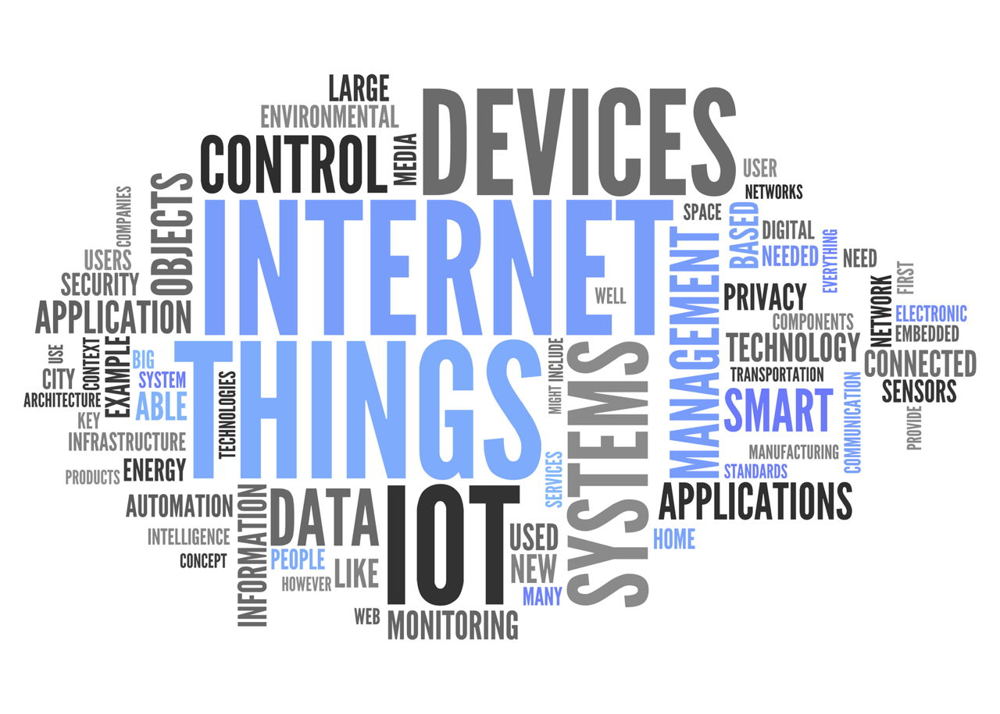 LARGE
ENVIRONMENTAL
CONTROL
MEDIA
DEVICES
USER
NETWORKS
COMPANIES
OBJECTS
INTERNET
SPACE
BASED
DIGITAL
NEEDED
EVERYTHING
NEED
FIRST
USERS
SECURITY
APPLICATION
WELL
MANAGEMENT
PRIVACY
COMPONENTS
NETWORK
ELECTRONIC
EMBEDDED
USE
CONTEXT
EXAMPLE
BIG
CITY
SYSTEM
ARCHITECTURE
ABLE
KEY
INFRASTRUCTURE
THINGS
TECHNOLOGIES
MIGHT
INCLUDE
SYSTEMS
TECHNOLOGY
CONNECTED
TRANSPORTATION
SENSORS
SMART
COMMUNICATION
PROVIDE
MANUFACTURING
STANDARDS
PRODUCTS
ENERGY
SERVICES
APPLICATIONS
AUTOMATION
INFORMATION
DATA
IOT
INTELLIGENCE
USED
HOME
CONCEPT
PEOPLE
LIKE
NEW
HOWEVER
MANY
WEB
MONITORING